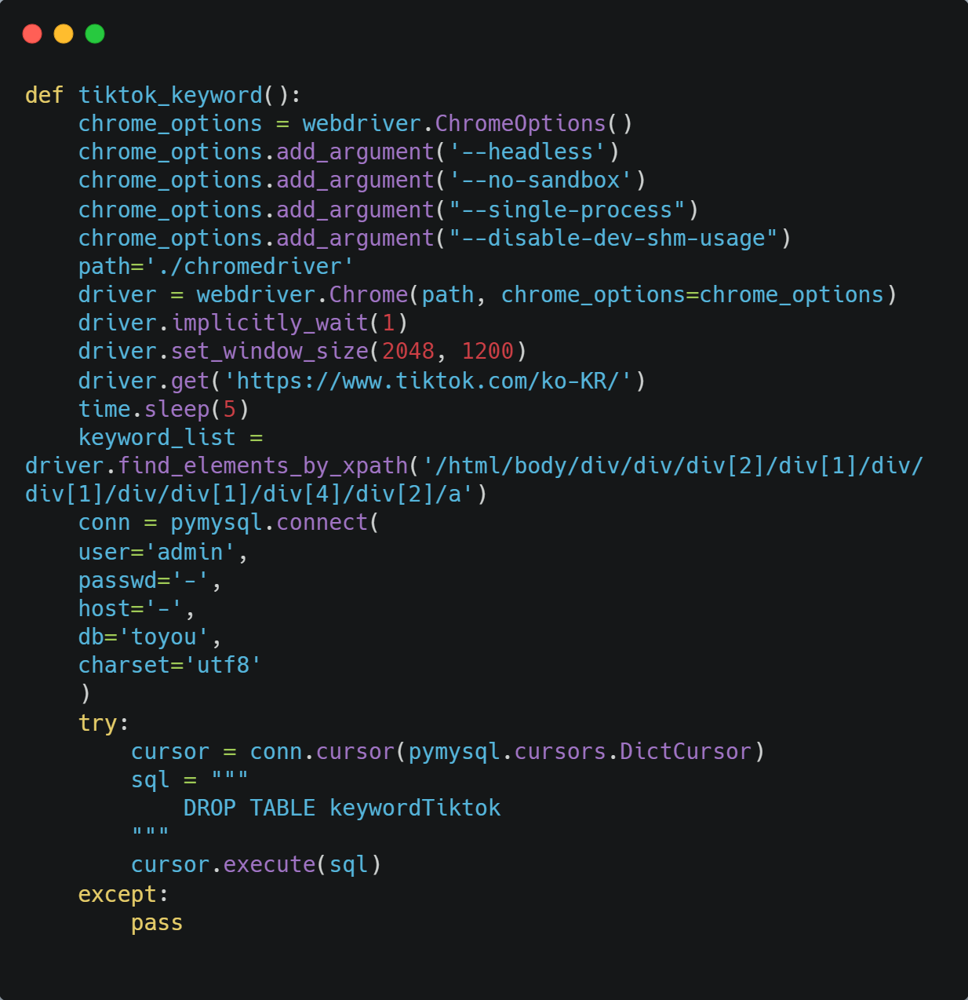 def tiktok_keyword():
    chrome_options = webdriver.ChromeOptions()
    chrome_options.add_argument('--headless')
    chrome_options.add_argument('--no-sandbox')
    chrome_options.add_argument("--single-process")
    chrome_options.add_argument("--disable-dev-shm-usage")
    path='./chromedriver'
    driver = webdriver.Chrome(path, chrome_options=chrome_options)
    driver.implicitly_wait(1)
    driver.set_window_size(2048, 1200)
    driver.get('https://www.tiktok.com/ko-KR/')
    time.sleep(5)
    keyword_list =
driver.find_elements_by_xpath('/html/body/div/div/div[2]/div[1]/div/
div[1]/div/div[1]/div[4]/div[2]/a')
    conn = pymysql.connect(
    user='admin',
    passwd='-',
    host='-',
    db='toyou',
    charset='utf8'
    )
    try:
        cursor = conn.cursor(pymysql.cursors.DictCursor)
        sql = """
            DROP TABLE keywordTiktok
        """
        cursor.execute(sql)
    except:
        pass